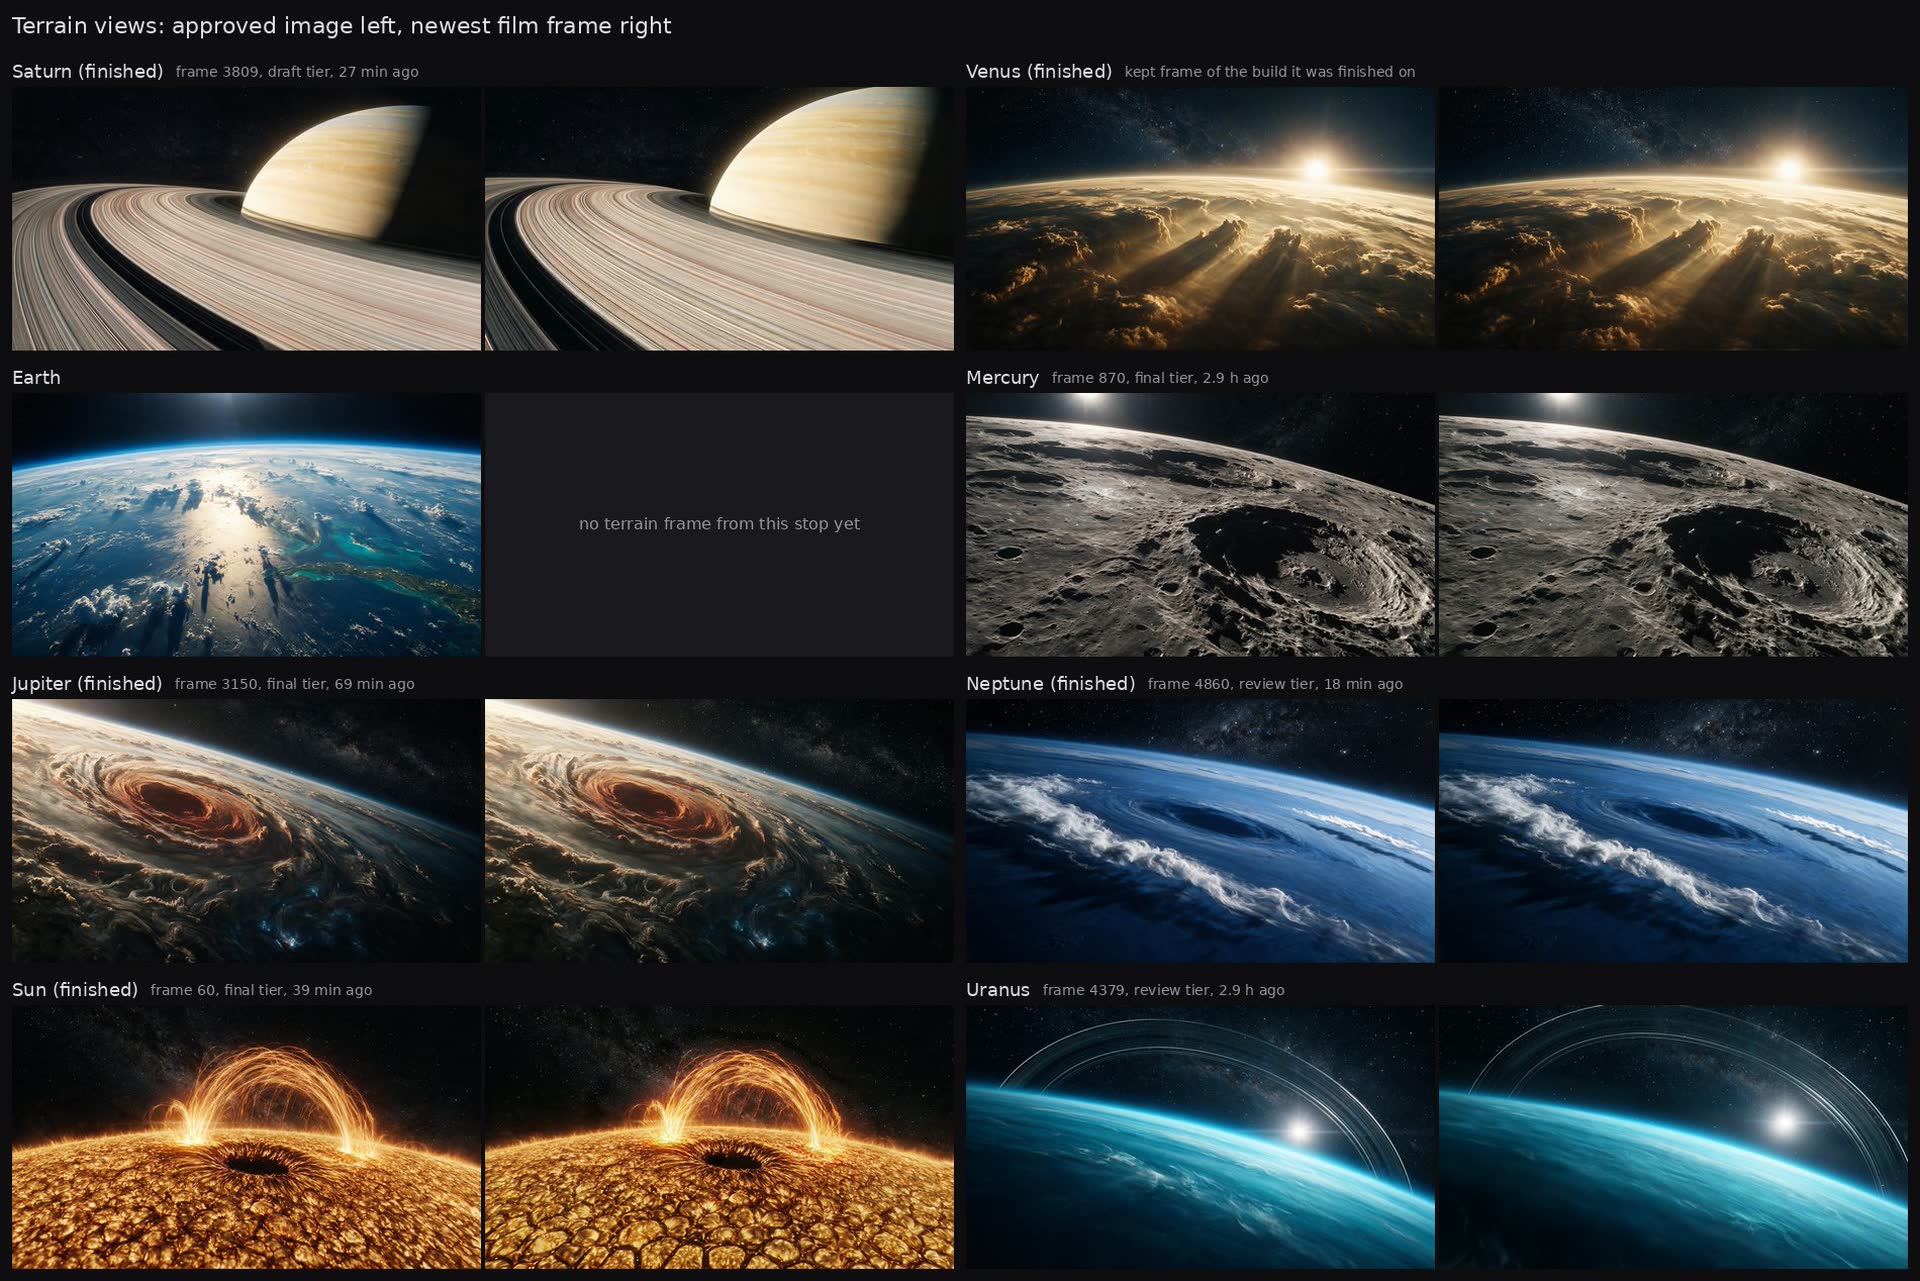 Terrain views: approved image left, newest film frame right
Saturn (finished) frame 3809, draft tier, 27 min ago
Venus (finished) kept frame of the build it was finished on
Earth
no terrain frame from this stop yet
Mercury frame 870, final tier, 2.9 h ago
Jupiter (finished) frame 3150, final tier, 69 min ago
Neptune (finished) frame 4860, review tier, 18 min ago
Sun (finished) frame 60, final tier, 39 min ago
Uranus frame 4379, review tier, 2.9 h ago